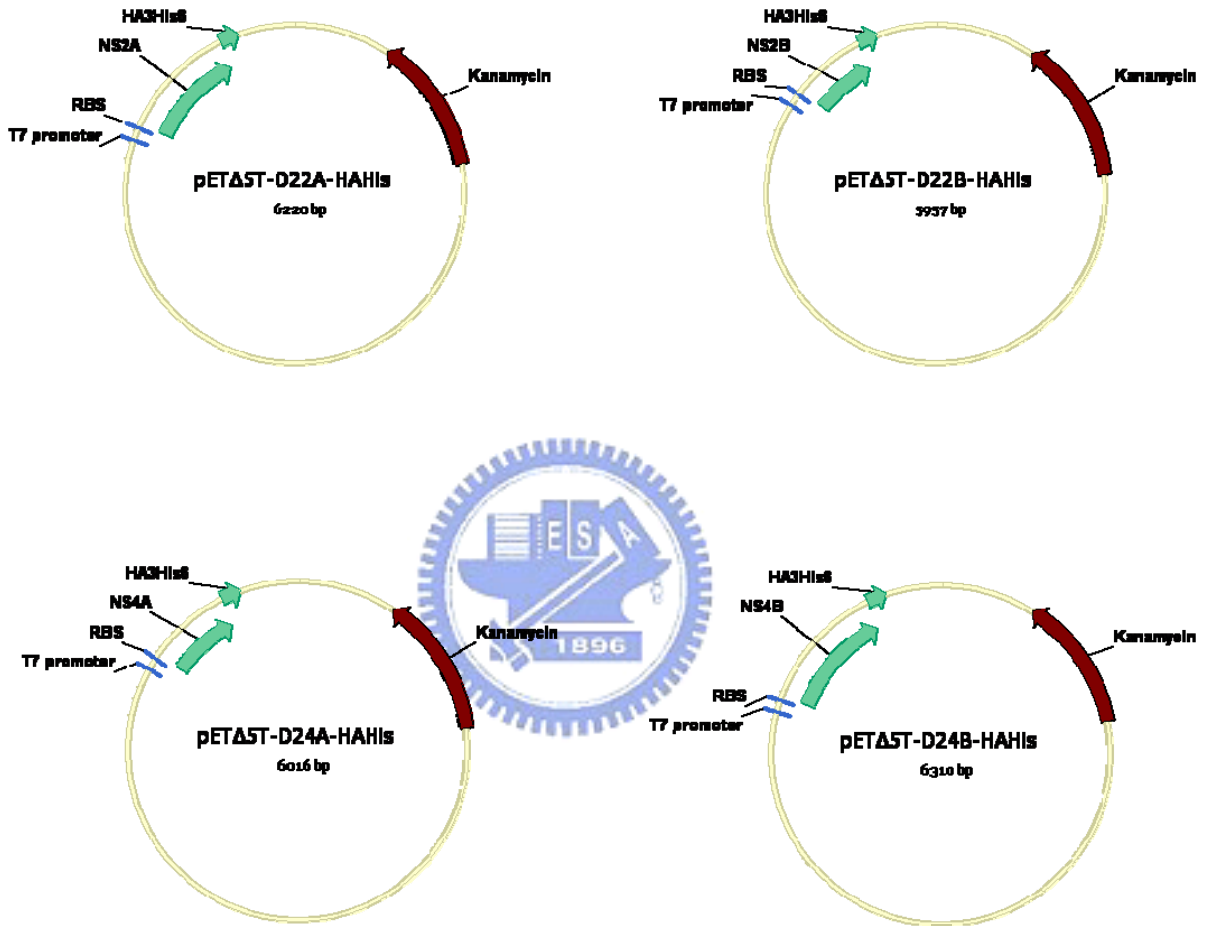 HA3His6
NS2A
RBS
T7 promoter
Kanamycin
pETΔ5T-D22A-HAHis
6220 bp
HA3His6
NS2B
RBS
T7 promoter
Kanamycin
pETΔ5T-D22B-HAHis
5957 bp
HA3His6
NS4A
RBS
T7 promoter
Kanamycin
pETΔ5T-D24A-HAHis
6016 bp
E S A
1896
HA3His6
NS4B
RBS
T7 promoter
Kanamycin
pETΔ5T-D24B-HAHis
6310 bp